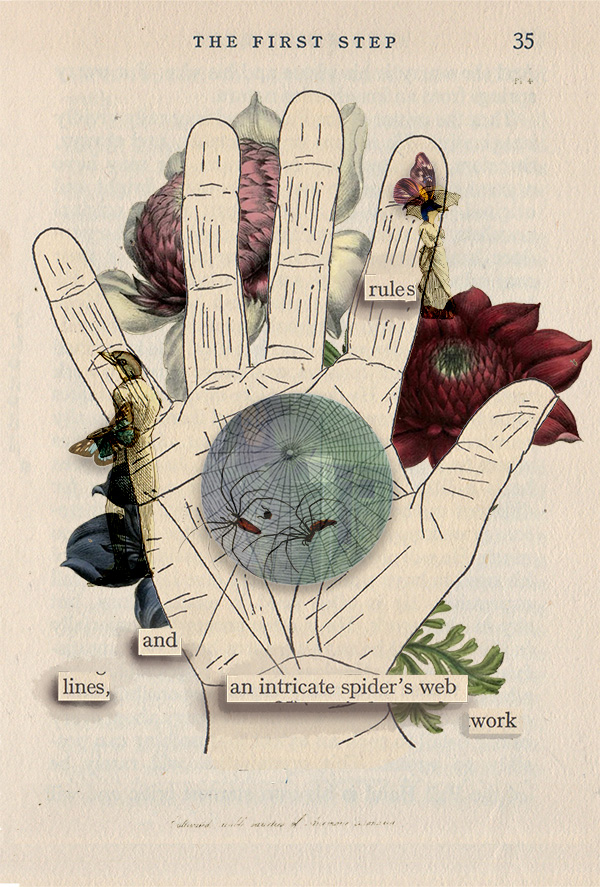 THE FIRST STEP 35
rules
and
lines,
an intricate spider's web
work